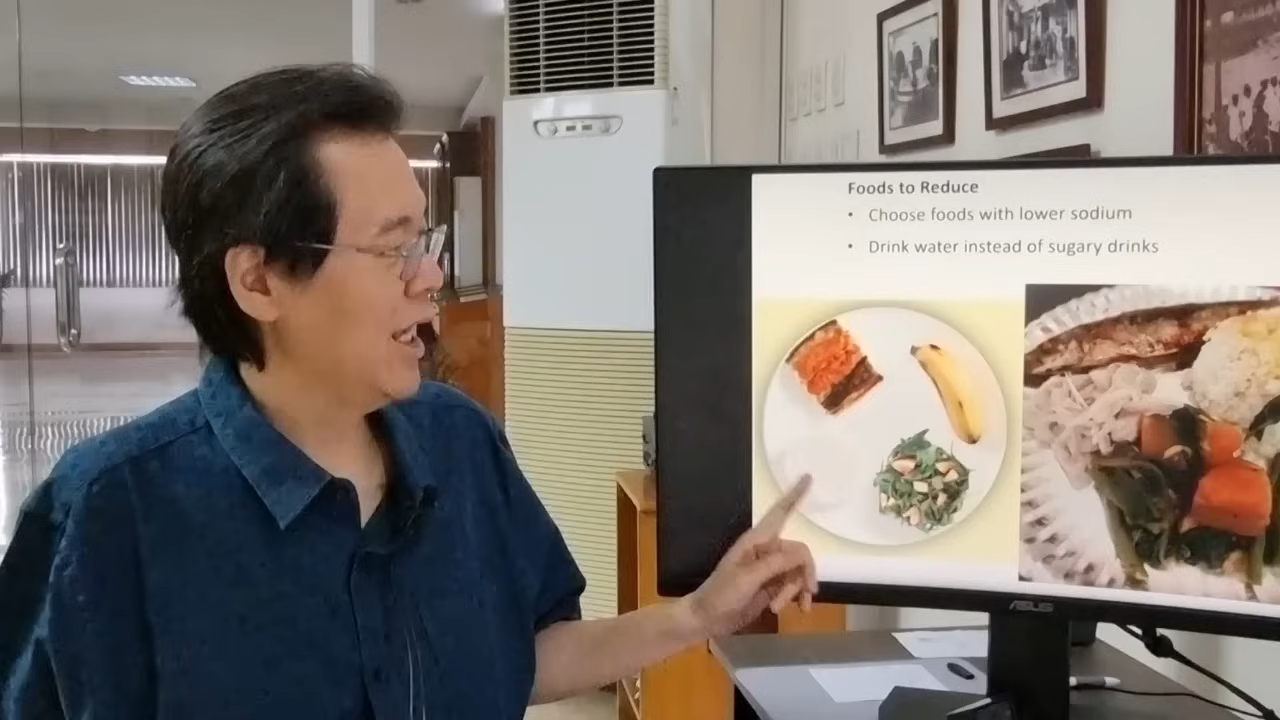 Foods to Reduce
• Choose foods with lower sodium
• Drink water instead of sugary drinks
ASUS